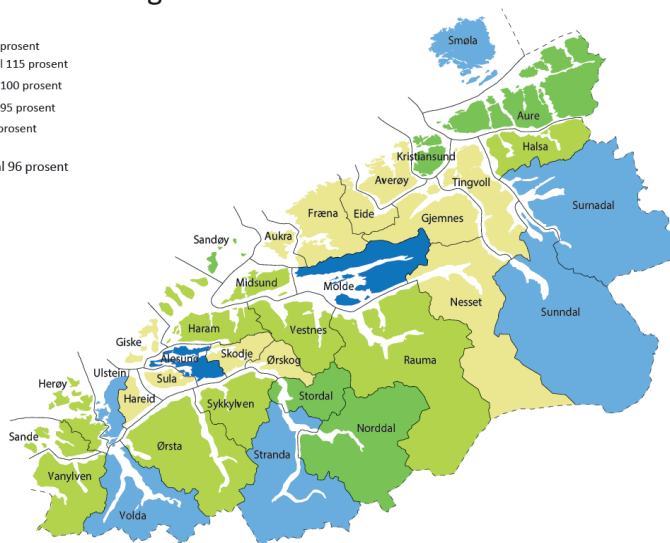 prosent
115 prosent
100 prosent
95 prosent
prosent
96 prosent
Smøla
Aure
Kristiansund
Halsa
Averøy
Tingvoll
Surnadal
Fræna
Eide
Gjemnes
Aukra
Sandøy
Midsund
Molde
Nesset
Sunndal
Haram
Vestnes
Giske
Ålesund
Skodje
Rauma
Ørskog
Ulstein
Sula
Herøy
Hareid
Sykkylven
Stordal
Norddal
Sande
Ørsta
Stranda
Vanylven
Volda